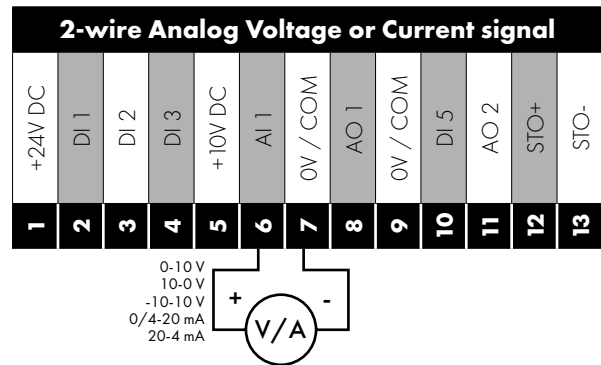 2-wire Analog Voltage or Current signal
+24V DC
DI 1
DI 2
DI 3
+10V DC
AI 1
0V / COM
AO 1
0V / COM
DI 5
AO 2
STO+
STO-
1 2 3 4 5 6 7 8 9 10 11 12 13
0-10 V
10-0 V
-10-10 V
0/4-20 mA
20-4 mA
+ -
V/A